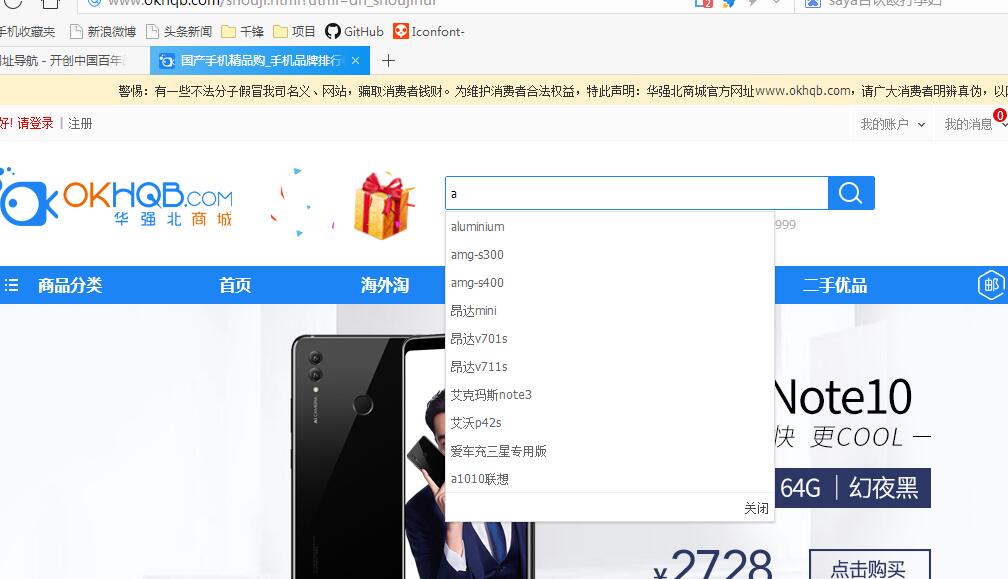 www.okhqb.com/shouji.html?utmf=dh_shoujihdl
2
saya合伙殴打孕妇
手机收藏夹 新浪微博 头条新闻 千锋 项目 GitHub Iconfont-
址导航 - 开创中国百年 国产手机精品购_手机品牌排行 ×
警惕：有一些不法分子假冒我司名义、网站，骗取消费者钱财。为维护消费者合法权益，特此声明：华强北商城官方网址www.okhqb.com，请广大消费者明辨真伪，以
好! 请登录 | 注册 我的账户 我的消息 0
OKHQB.COM
华强北商城
a
999
aluminium
amg-s300
amg-s400
昂达mini
昂达v701s
昂达v711s
艾克玛斯note3
艾沃p42s
爱车充三星专用版
a1010联想
关闭
商品分类 首页 海外淘 二手优品 邮
AI CAMERA
Note10
快 更COOL —
64G | 幻夜黑
¥2728
点击购买